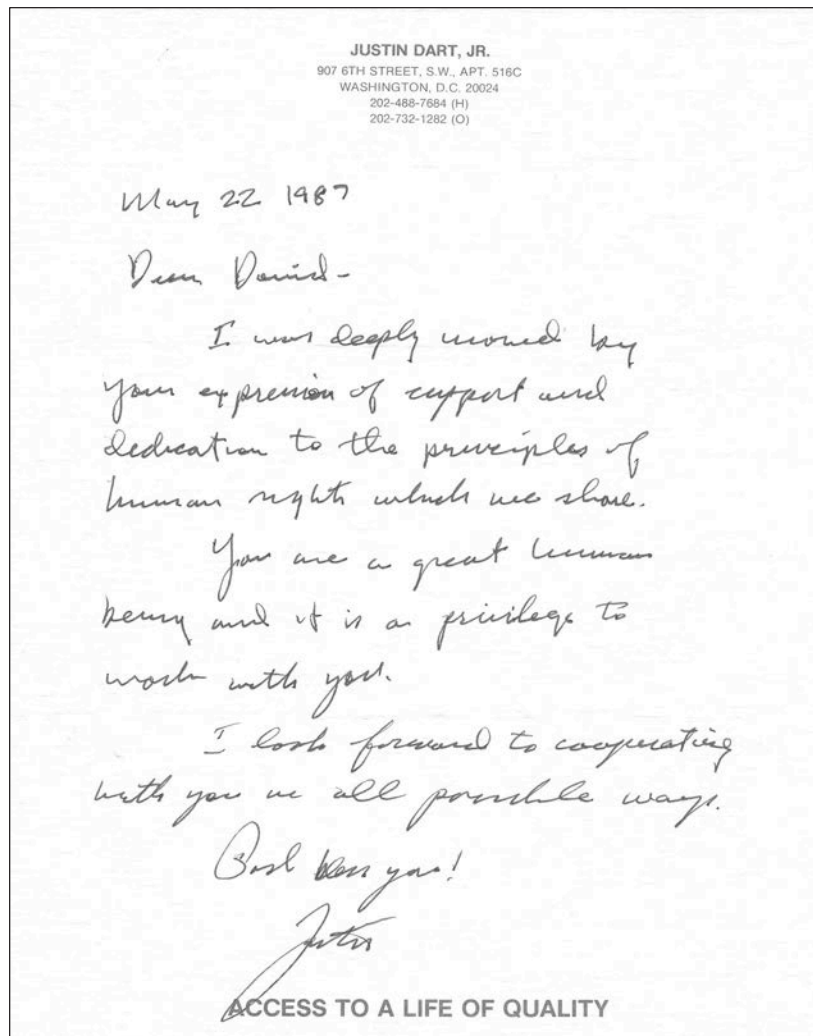 JUSTIN DART, JR.
907 6TH STREET, S.W., APT. 516C
WASHINGTON, D.C. 20024
202-488-7684 (H)
202-732-1282 (O)
May 22 1987
Dear David-
I was deeply moved by
your expression of support and
dedication to the principles of
human rights which we share.
You are a great human
being and it is a privilege to
work with you.
I look forward to cooperating
with you in all possible ways.
God bless you!
Justin
ACCESS TO A LIFE OF QUALITY